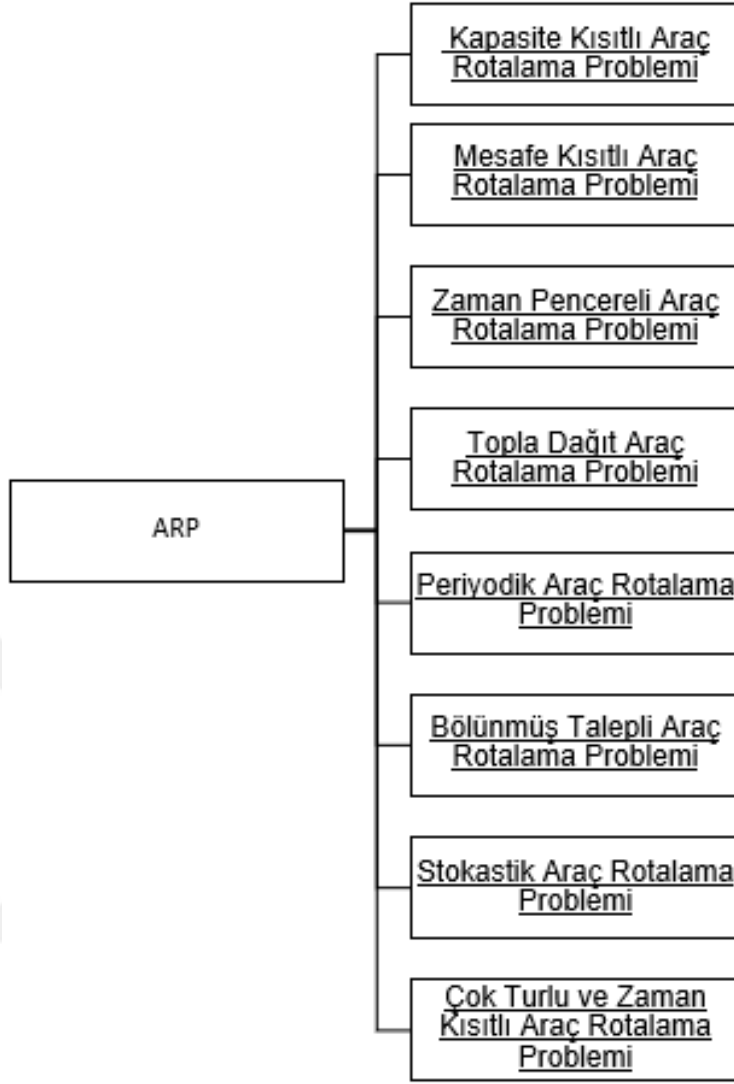 Kapasite Kısıtlı Araç
Rotalama Problemi
Mesafe Kısıtlı Araç
Rotalama Problemi
Zaman Pencereli Araç
Rotalama Problemi
Topla Dağıt Araç
Rotalama Problemi
ARP
Periyodik Araç Rotalama
Problemi
Bölünmüş Talepli Araç
Rotalama Problemi
Stokastik Araç Rotalama
Problemi
Çok Turlu ve Zaman
Kısıtlı Araç Rotalama
Problemi